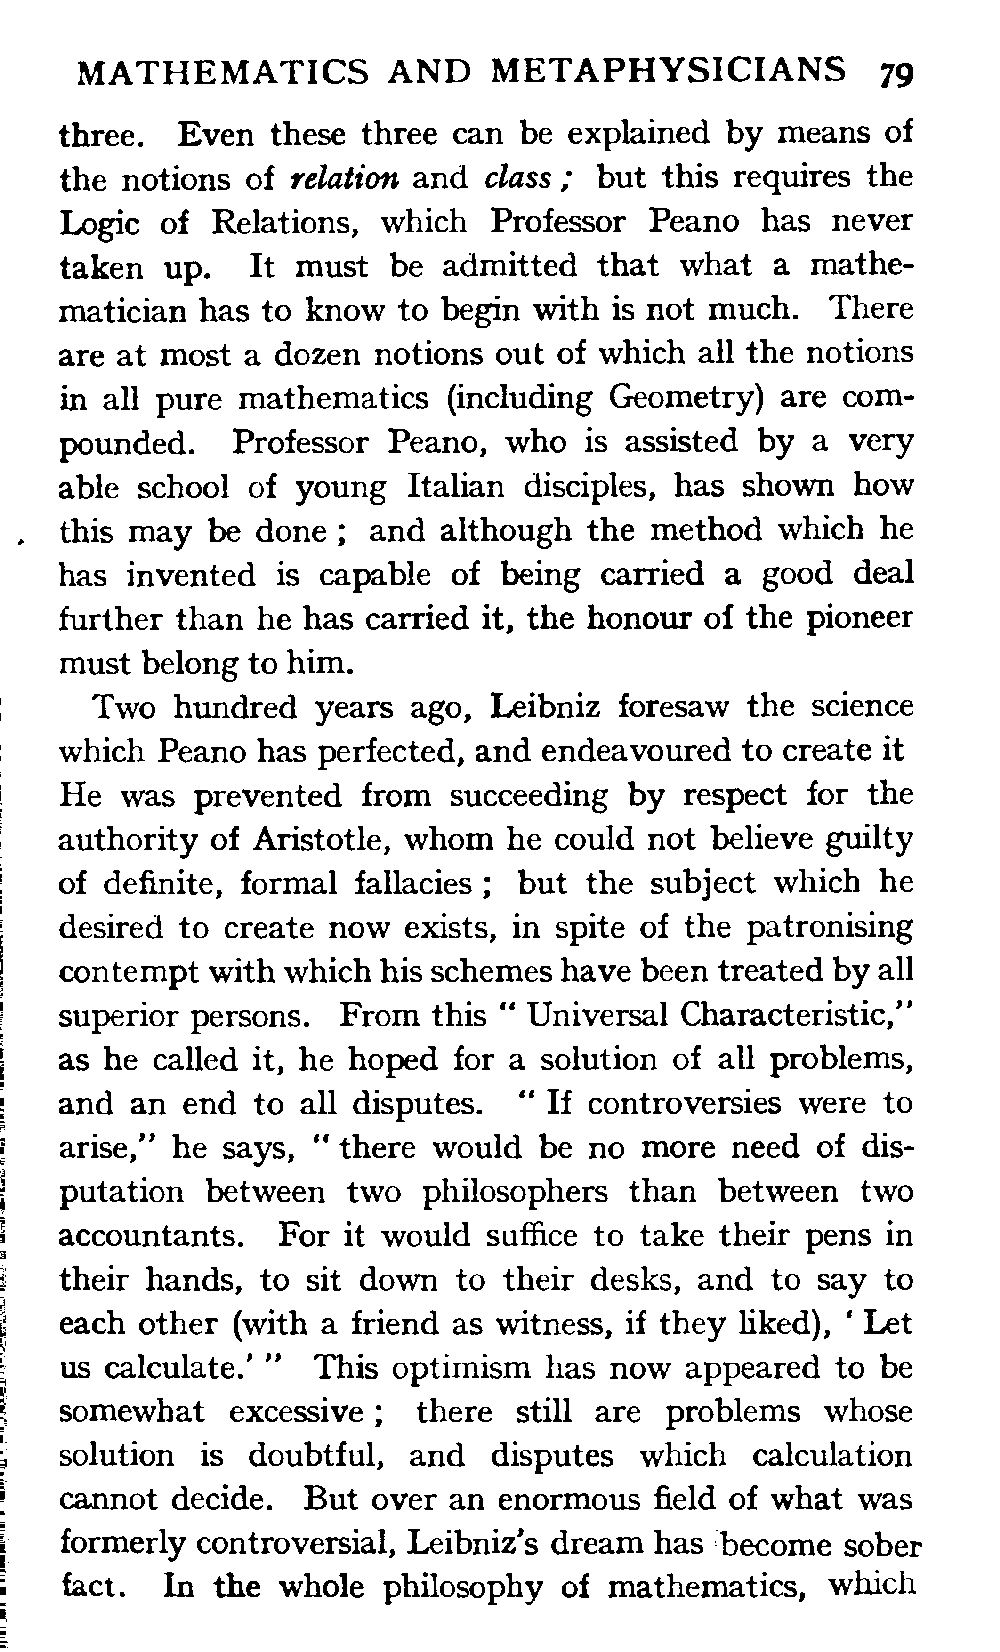 MATHEMATICS AND METAPHYSICIANS 79
three. Even these three can be explained by means of
the notions of relation and class ; but this requires the
Logic of Relations, which Professor Peano has never
taken up. It must be admitted that what a mathe-
matician has to know to begin with is not much. There
are at most a dozen notions out of which all the notions
in all pure mathematics (including Geometry) are com-
pounded. Professor Peano, who is assisted by a very
able school of young Italian disciples, has shown how
this may be done ; and although the method which he
has invented is capable of being carried a good deal
further than he has carried it, the honour of the pioneer
must belong to him.
Two hundred years ago, Leibniz foresaw the science
which Peano has perfected, and endeavoured to create it
He was prevented from succeeding by respect for the
authority of Aristotle, whom he could not believe guilty
of definite, formal fallacies ; but the subject which he
desired to create now exists, in spite of the patronising
contempt with which his schemes have been treated by all
superior persons. From this “ Universal Characteristic,”
as he called it, he hoped for a solution of all problems,
and an end to all disputes. “ If controversies were to
arise,” he says, “ there would be no more need of dis-
putation between two philosophers than between two
accountants. For it would suffice to take their pens in
their hands, to sit down to their desks, and to say to
each other (with a friend as witness, if they liked), ‘ Let
us calculate.’ ” This optimism has now appeared to be
somewhat excessive ; there still are problems whose
solution is doubtful, and disputes which calculation
cannot decide. But over an enormous field of what was
formerly controversial, Leibniz’s dream has become sober
fact. In the whole philosophy of mathematics, which